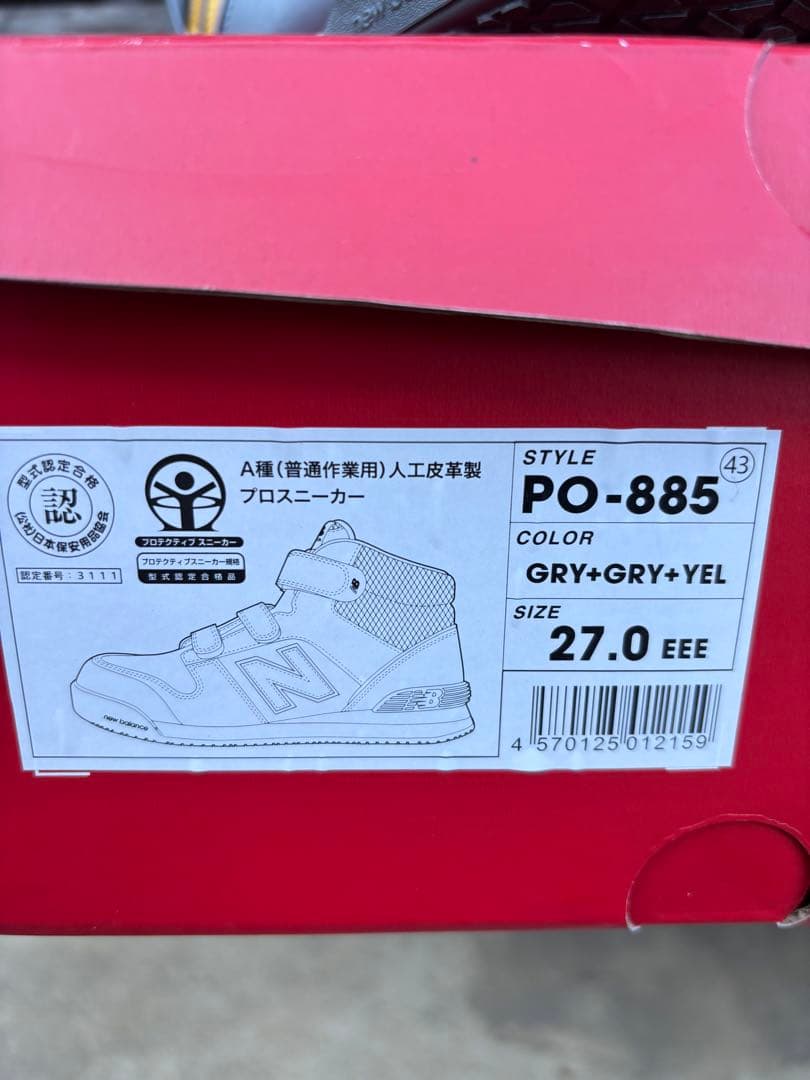 型式認定合格
認
(公社)日本保安用品協会
認定番号：3111
プロテクティブ スニーカー
プロテクティブスニーカー規格
型式認定合格品
A種(普通作業用)人工皮革製
プロスニーカー
N
NB
new balance
STYLE
43
PO-885
COLOR
GRY+GRY+YEL
SIZE
27.0 EEE
4 570125 012159